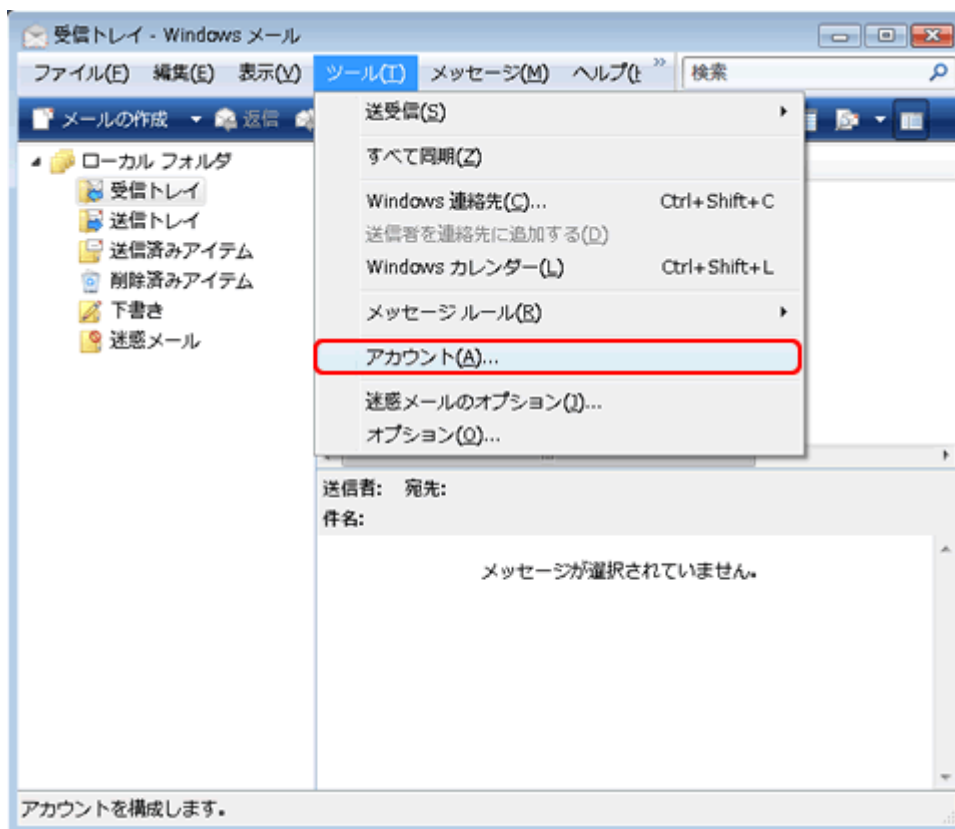 受信トレイ - Windows メール
ファイル(F) 編集(E) 表示(V) ツール(T) メッセージ(M) ヘルプ(H » 検索
メールの作成 返信
送受信(S)
すべて同期(Z)
Windows 連絡先(C)... Ctrl+Shift+C
送信者を連絡先に追加する(D)
Windows カレンダー(L) Ctrl+Shift+L
メッセージ ルール(R)
アカウント(A)...
迷惑メールのオプション(J)...
オプション(O)...
ローカル フォルダ
受信トレイ
送信トレイ
送信済みアイテム
削除済みアイテム
下書き
迷惑メール
送信者: 宛先:
件名:
メッセージが選択されていません。
アカウントを構成します。